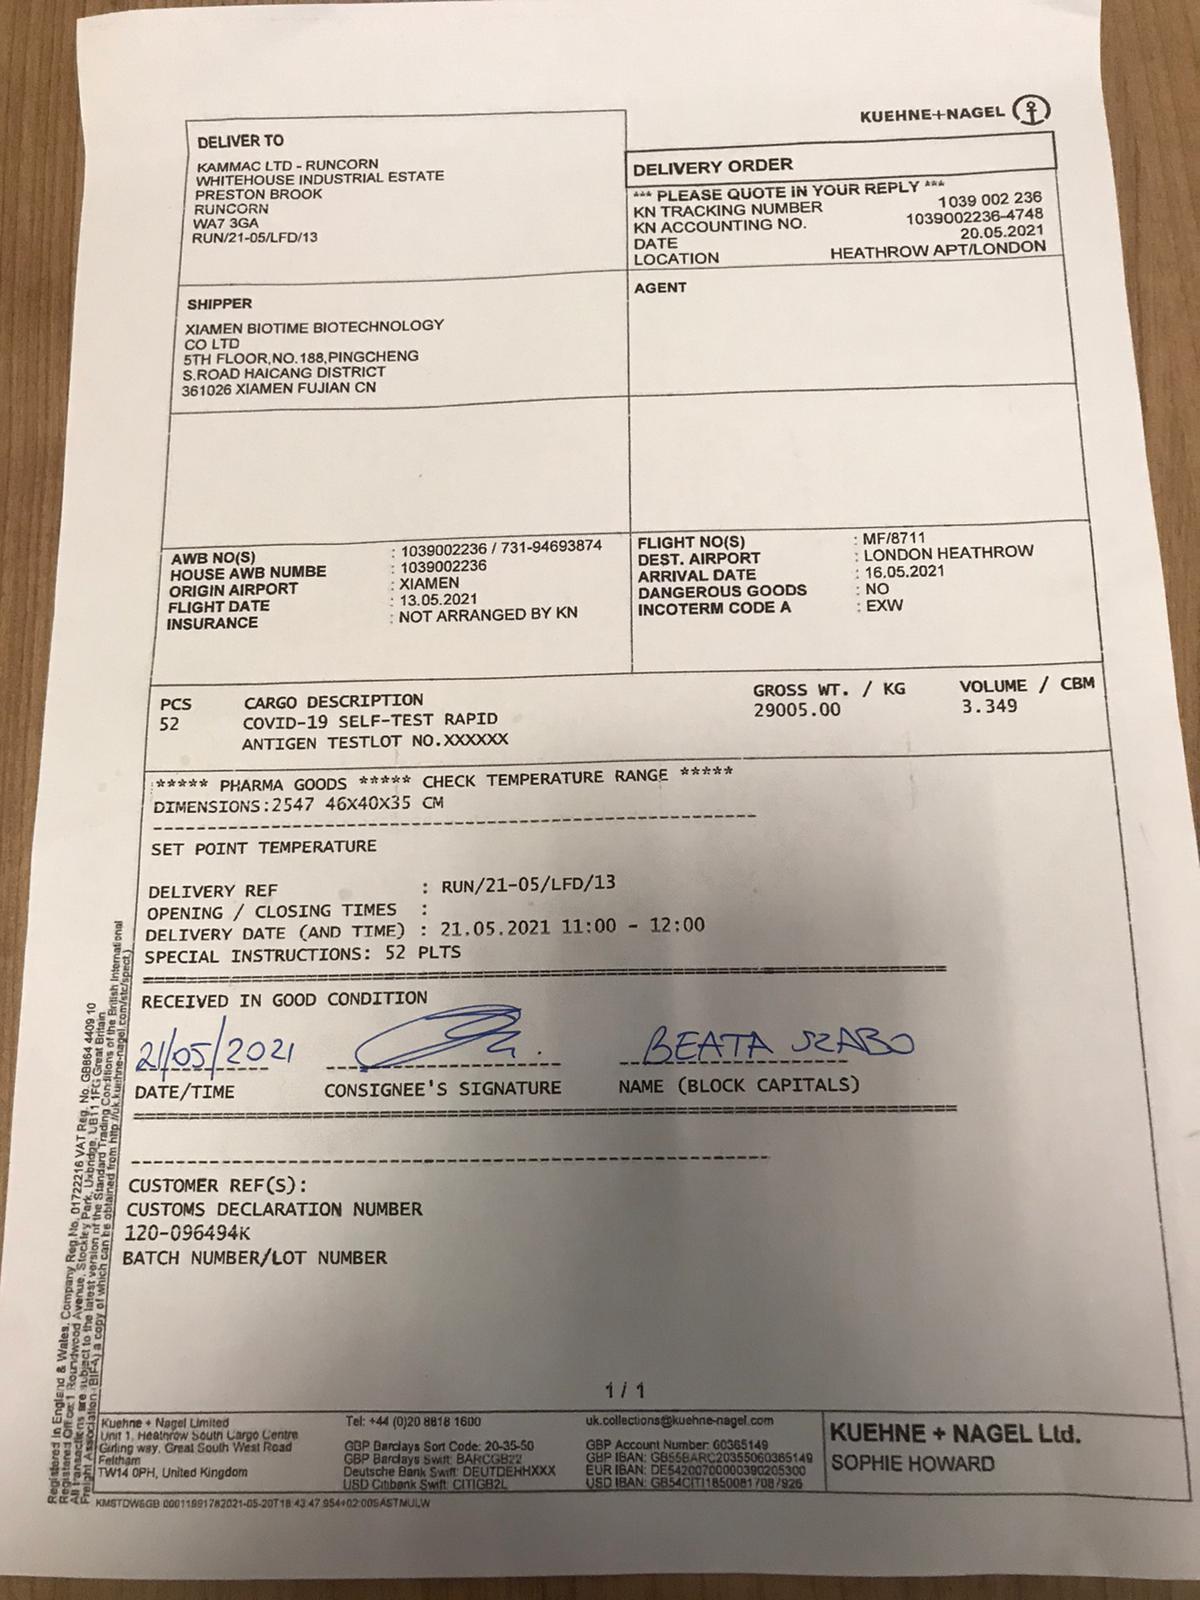 KUEHNE+NAGEL
DELIVER TO
KAMMAC LTD - RUNCORN
WHITEHOUSE INDUSTRIAL ESTATE
PRESTON BROOK
RUNCORN
WA7 3GA
RUN/21-05/LFD/13
DELIVERY ORDER
*** PLEASE QUOTE IN YOUR REPLY ***
KN TRACKING NUMBER 1039 002 236
KN ACCOUNTING NO. 1039002236-4748
DATE 20.05.2021
LOCATION HEATHROW APT/LONDON
SHIPPER
XIAMEN BIOTIME BIOTECHNOLOGY
CO LTD
5TH FLOOR,NO.188,PINGCHENG
S.ROAD HAICANG DISTRICT
361026 XIAMEN FUJIAN CN
AGENT
AWB NO(S) : 1039002236 / 731-94693874
HOUSE AWB NUMBE : 1039002236
ORIGIN AIRPORT : XIAMEN
FLIGHT DATE : 13.05.2021
INSURANCE : NOT ARRANGED BY KN
FLIGHT NO(S) : MF/8711
DEST. AIRPORT : LONDON HEATHROW
ARRIVAL DATE : 16.05.2021
DANGEROUS GOODS : NO
INCOTERM CODE A : EXW
PCS CARGO DESCRIPTION GROSS WT. / KG VOLUME / CBM
52 COVID-19 SELF-TEST RAPID 29005.00 3.349
ANTIGEN TESTLOT NO.XXXXXX
***** PHARMA GOODS ***** CHECK TEMPERATURE RANGE *****
DIMENSIONS:2547 46X40X35 CM
SET POINT TEMPERATURE
DELIVERY REF : RUN/21-05/LFD/13
OPENING / CLOSING TIMES :
DELIVERY DATE (AND TIME) : 21.05.2021 11:00 - 12:00
SPECIAL INSTRUCTIONS: 52 PLTS
RECEIVED IN GOOD CONDITION
21/05/2021 BEATA SZABO
DATE/TIME CONSIGNEE'S SIGNATURE NAME (BLOCK CAPITALS)
CUSTOMER REF(S):
CUSTOMS DECLARATION NUMBER
120-096494K
BATCH NUMBER/LOT NUMBER
1 / 1
Registered in England & Wales, Company Reg.No. 01722216 VAT Reg. No. GB864 4409 10
Registered Office: 1 Roundwood Avenue, Stockley Park, Uxbridge, UB11 1FG Great Britain
All Transactions are subject to the latest version of the Standard Trading Conditions of the British International
Freight Association (BIFA) a copy of which can be obtained from http://uk.kuehne-nagel.com/stc/spect.)
Kuehne + Nagel Limited
Unit 1, Heathrow South Cargo Centre
Girling way, Great South West Road
Feltham
TW14 0PH, United Kingdom
Tel: +44 (0)20 8818 1600
GBP Barclays Sort Code: 20-35-50
GBP Barclays Swift: BARCGB22
Deutsche Bank Swift: DEUTDEHHXXX
USD Citibank Swift: CITIGB2L
uk.collections@kuehne-nagel.com
GBP Account Number: 60365149
GBP IBAN: GB55BARC20355060365149
EUR IBAN: DE54200700000390205300
USD IBAN: GB54CITI18500817087926
KUEHNE + NAGEL Ltd.
SOPHIE HOWARD